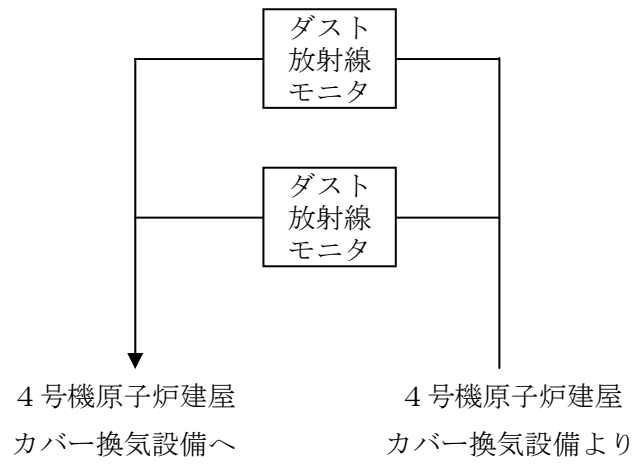 ダスト
放射線
モニタ
ダスト
放射線
モニタ
４号機原子炉建屋
カバー換気設備へ
４号機原子炉建屋
カバー換気設備より